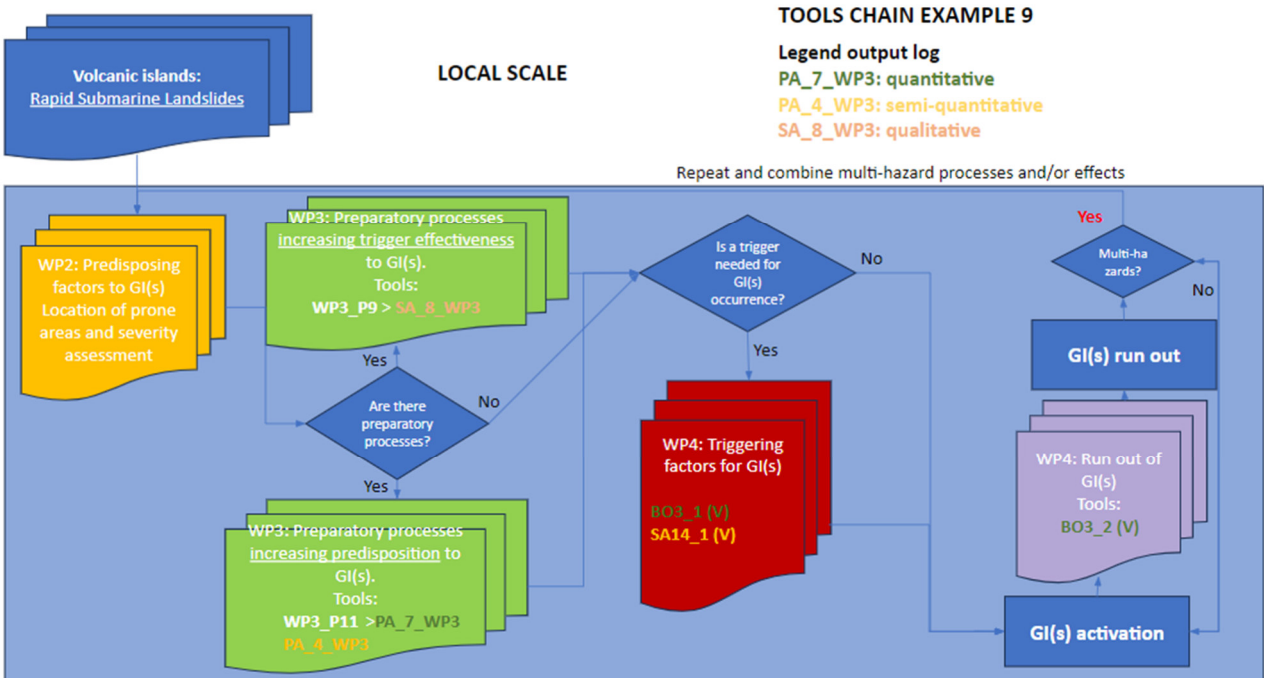 TOOLS CHAIN EXAMPLE 9
Legend output log
PA_7_WP3: quantitative
PA_4_WP3: semi-quantitative
SA_8_WP3: qualitative
LOCAL SCALE
Volcanic islands:
Rapid Submarine Landslides
Repeat and combine multi-hazard processes and/or effects
WP2: Predisposing
factors to GI(s)
Location of prone
areas and severity
assessment
WP3: Preparatory processes
increasing trigger effectiveness
to GI(s).
Tools:
WP3_P9 > SA_8_WP3
Yes
Are there
preparatory
processes?
No
Yes
WP3: Preparatory processes
increasing predisposition to
GI(s).
Tools:
WP3_P11 >PA_7_WP3
PA_4_WP3
Is a trigger
needed for
GI(s)
occurrence?
No
Yes
WP4: Triggering
factors for GI(s)
BO3_1 (V)
SA14_1 (V)
Yes
Multi-ha
zards?
No
GI(s) run out
WP4: Run out of
GI(s)
Tools:
BO3_2 (V)
GI(s) activation